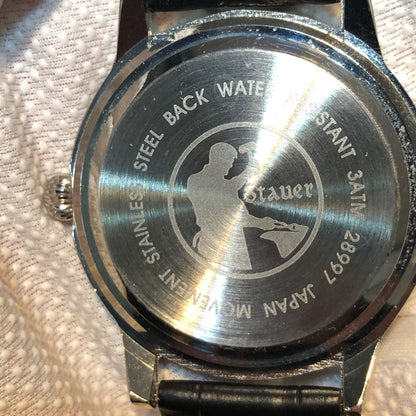 STAINLESS STEEL BACK WATER RESISTANT 3ATM 28997 JAPAN MOVEMENT
Stauer